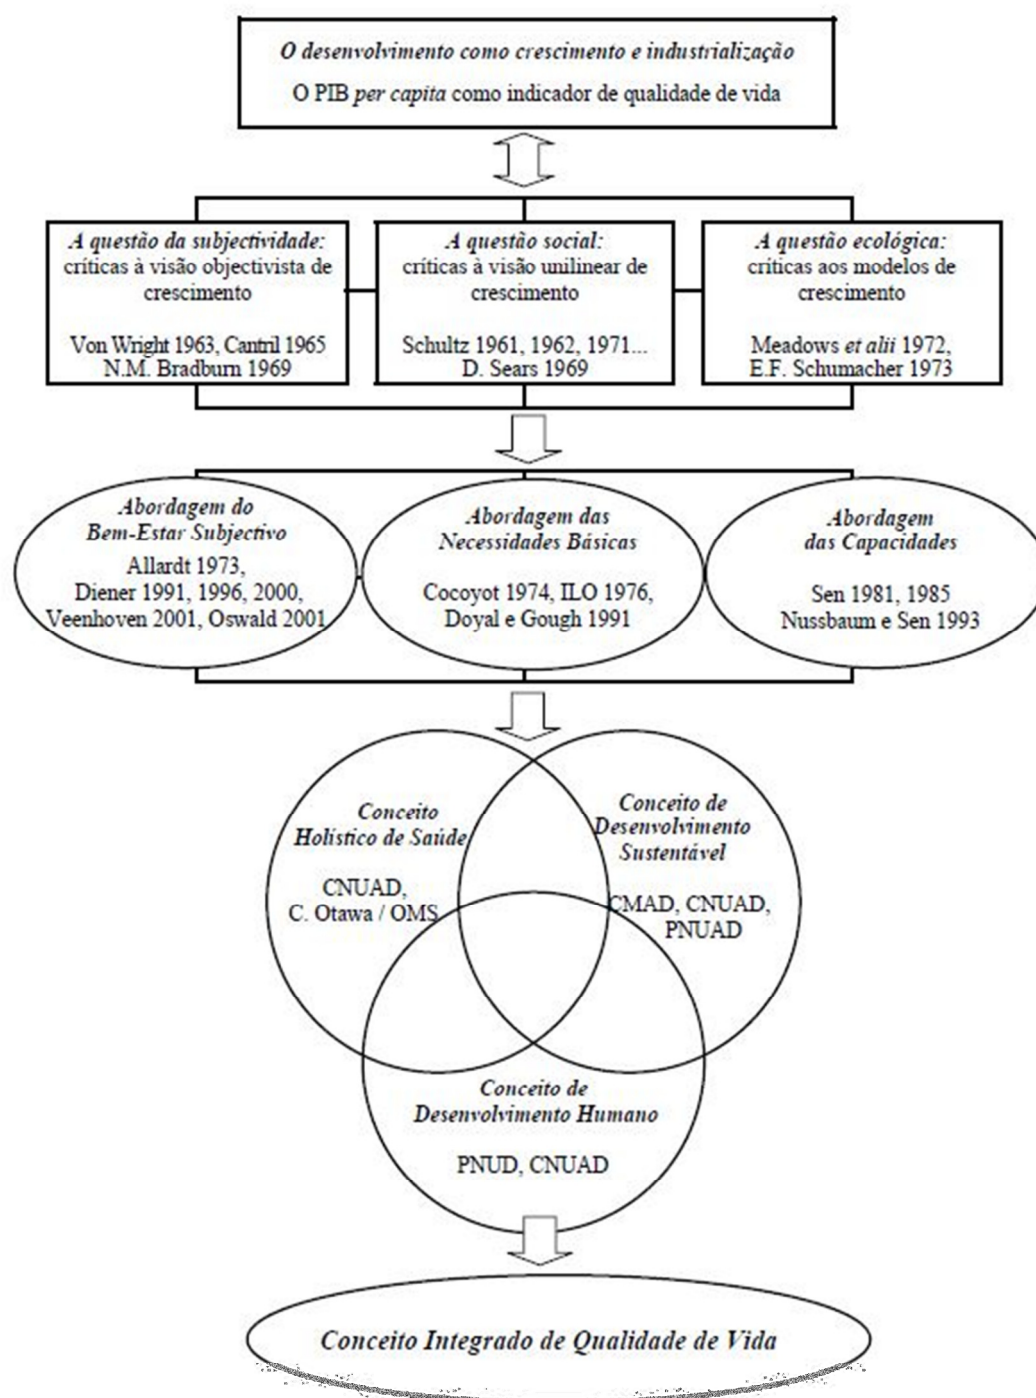 O desenvolvimento como crescimento e industrialização
O PIB per capita como indicador de qualidade de vida
A questão da subjectividade:
críticas à visão objectivista de
crescimento
Von Wright 1963, Cantril 1965
N.M. Bradburn 1969
A questão social:
críticas à visão unilinear de
crescimento
Schultz 1961, 1962, 1971...
D. Sears 1969
A questão ecológica:
críticas aos modelos de
crescimento
Meadows et alii 1972,
E.F. Schumacher 1973
Abordagem do
Bem-Estar Subjectivo
Allardt 1973,
Diener 1991, 1996, 2000,
Veenhoven 2001, Oswald 2001
Abordagem das
Necessidades Básicas
Cocoyot 1974, ILO 1976,
Doyal e Gough 1991
Abordagem
das Capacidades
Sen 1981, 1985
Nussbaum e Sen 1993
Conceito
Holístico de Saúde
CNUAD,
C. Otawa / OMS
Conceito de
Desenvolvimento
Sustentável
CMAD, CNUAD,
PNUAD
Conceito de
Desenvolvimento Humano
PNUD, CNUAD
Conceito Integrado de Qualidade de Vida